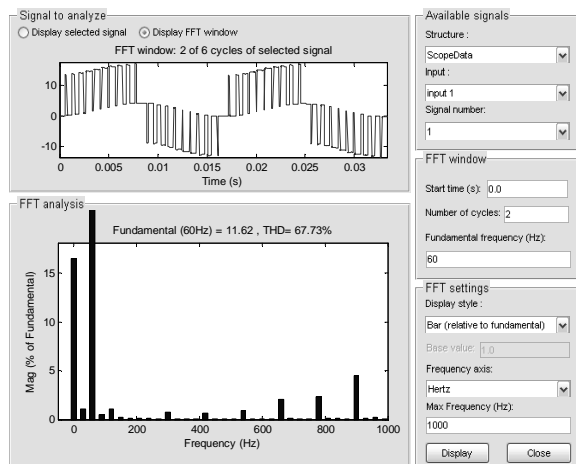 Signal to analyze
Display selected signal
Display FFT window
FFT window: 2 of 6 cycles of selected signal
10
0
-10
0
0.005
0.01
0.015
0.02
0.025
0.03
Time (s)
FFT analysis
Fundamental (60Hz) = 11.62 , THD= 67.73%
Mag (% of Fundamental)
15
10
5
0
0
200
400
600
800
1000
Frequency (Hz)
Available signals
Structure :
ScopeData
Input :
input 1
Signal number:
1
FFT window
Start time (s): 0.0
Number of cycles: 2
Fundamental frequency (Hz):
60
FFT settings
Display style :
Bar (relative to fundamental)
Base value: 1.0
Frequency axis:
Hertz
Max Frequency (Hz):
1000
Display
Close